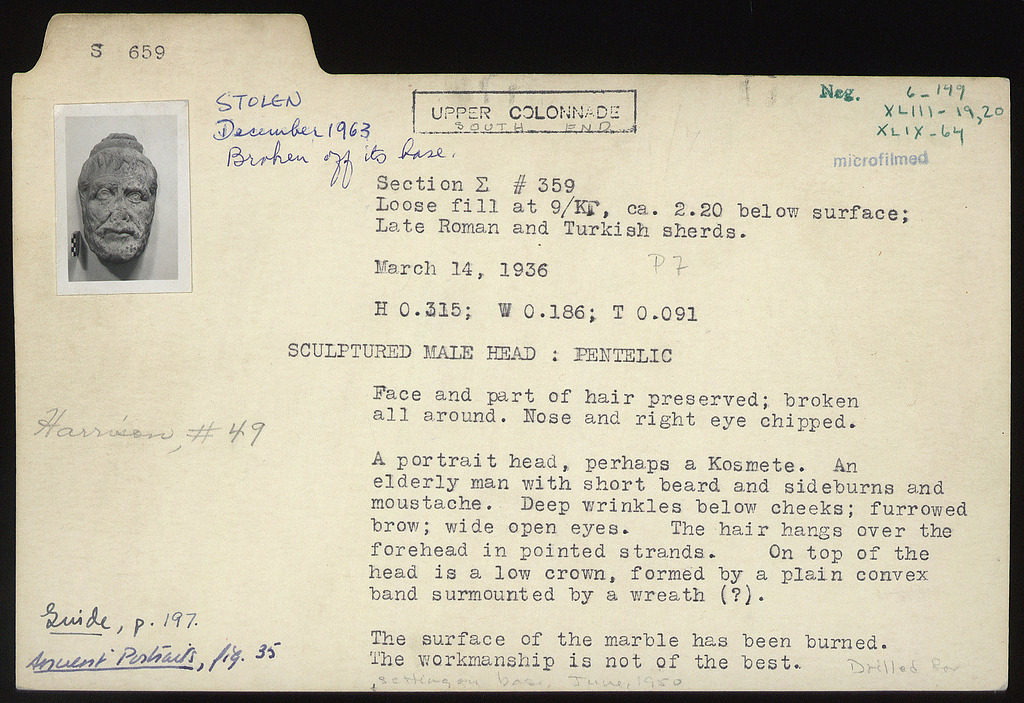 S 659
STOLEN
December 1963
Broken off its base.
UPPER COLONNADE
SOUTH END
Neg. 6-149
XLIII-19,20
XLIX-64
microfilmed
Section Σ # 359
Loose fill at 9/ΚΓ, ca. 2.20 below surface;
Late Roman and Turkish sherds.
March 14, 1936
P 7
H 0.315; W 0.186; T 0.091
SCULPTURED MALE HEAD : PENTELIC
Face and part of hair preserved; broken
all around. Nose and right eye chipped.
Harrison, #49
A portrait head, perhaps a Kosmete. An
elderly man with short beard and sideburns and
moustache. Deep wrinkles below cheeks; furrowed
brow; wide open eyes. The hair hangs over the
forehead in pointed strands. On top of the
head is a low crown, formed by a plain convex
band surmounted by a wreath (?).
Guide, p. 197.
Ancient Portraits, fig. 35
The surface of the marble has been burned.
The workmanship is not of the best. Drilled for
setting on base, June, 1950